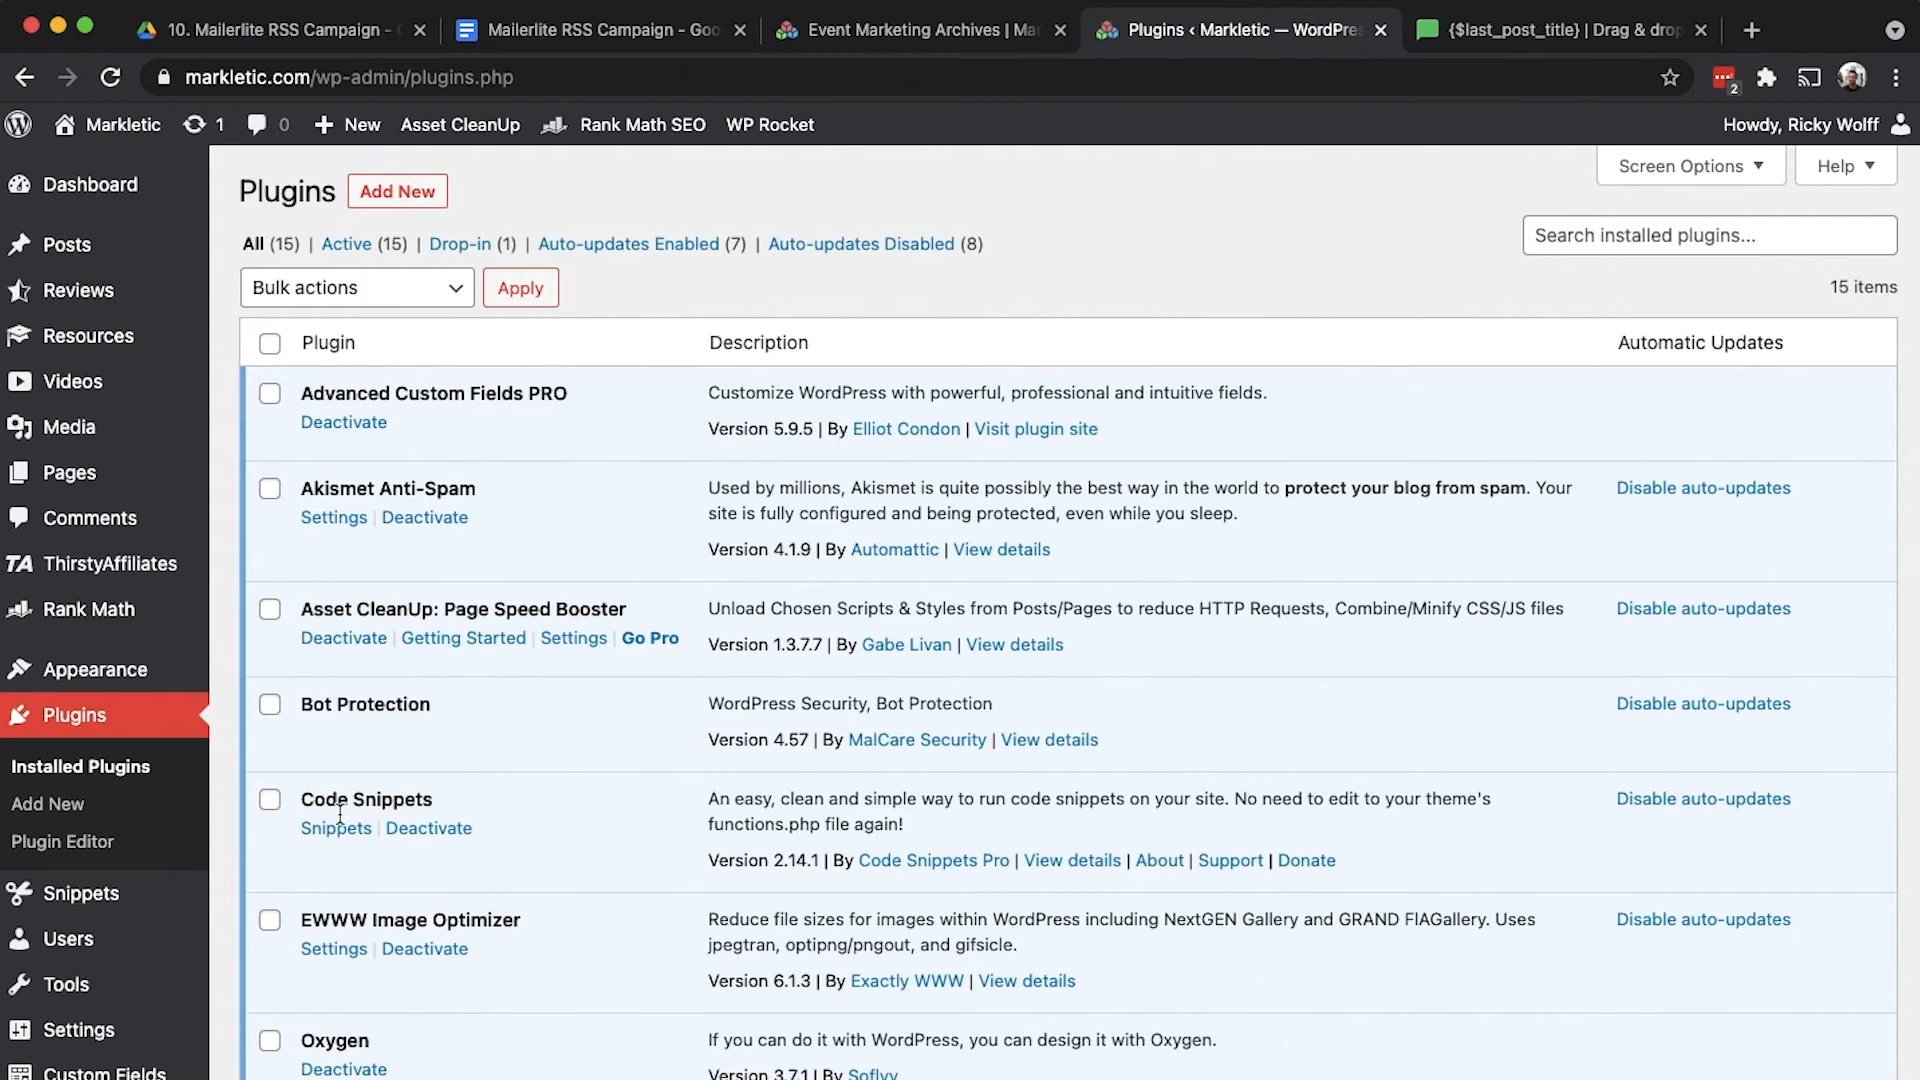 10. Mailerlite RSS Campaign -
Mailerlite RSS Campaign - Goo
Event Marketing Archives | Mar
Plugins ‹ Markletic — WordPres
{$last_post_title} | Drag & drop
markletic.com/wp-admin/plugins.php
2
Markletic
1
0
New
Asset CleanUp
Rank Math SEO
WP Rocket
Howdy, Ricky Wolff
Dashboard
Posts
Reviews
Resources
Videos
Media
Pages
Comments
TA ThirstyAffiliates
Rank Math
Appearance
Plugins
Installed Plugins
Add New
Plugin Editor
Snippets
Users
Tools
Settings
Custom Fields
Plugins
Add New
Screen Options
Help
All (15) | Active (15) | Drop-in (1) | Auto-updates Enabled (7) | Auto-updates Disabled (8)
Search installed plugins...
Bulk actions
Apply
15 items
Plugin
Description
Automatic Updates
Advanced Custom Fields PRO
Deactivate
Customize WordPress with powerful, professional and intuitive fields.
Version 5.9.5 | By Elliot Condon | Visit plugin site
Akismet Anti-Spam
Settings | Deactivate
Used by millions, Akismet is quite possibly the best way in the world to protect your blog from spam. Your
site is fully configured and being protected, even while you sleep.
Version 4.1.9 | By Automattic | View details
Disable auto-updates
Asset CleanUp: Page Speed Booster
Deactivate | Getting Started | Settings | Go Pro
Unload Chosen Scripts & Styles from Posts/Pages to reduce HTTP Requests, Combine/Minify CSS/JS files
Version 1.3.7.7 | By Gabe Livan | View details
Disable auto-updates
Bot Protection
WordPress Security, Bot Protection
Version 4.57 | By MalCare Security | View details
Disable auto-updates
Code Snippets
Snippets | Deactivate
An easy, clean and simple way to run code snippets on your site. No need to edit to your theme's
functions.php file again!
Version 2.14.1 | By Code Snippets Pro | View details | About | Support | Donate
Disable auto-updates
EWWW Image Optimizer
Settings | Deactivate
Reduce file sizes for images within WordPress including NextGEN Gallery and GRAND FlAGallery. Uses
jpegtran, optipng/pngout, and gifsicle.
Version 6.1.3 | By Exactly WWW | View details
Disable auto-updates
Oxygen
Deactivate
If you can do it with WordPress, you can design it with Oxygen.
Version 3.7.1 | By Soflyy